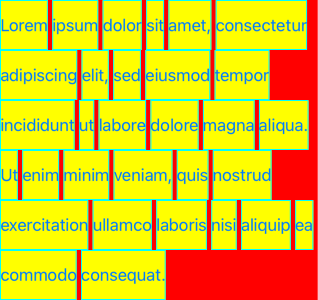 Lorem ipsum dolor sit amet, consectetur
adipiscing elit, sed eiusmod tempor
incididunt ut labore dolore magna aliqua.
Ut enim minim veniam, quis nostrud
exercitation ullamco laboris nisi aliquip ea
commodo consequat.